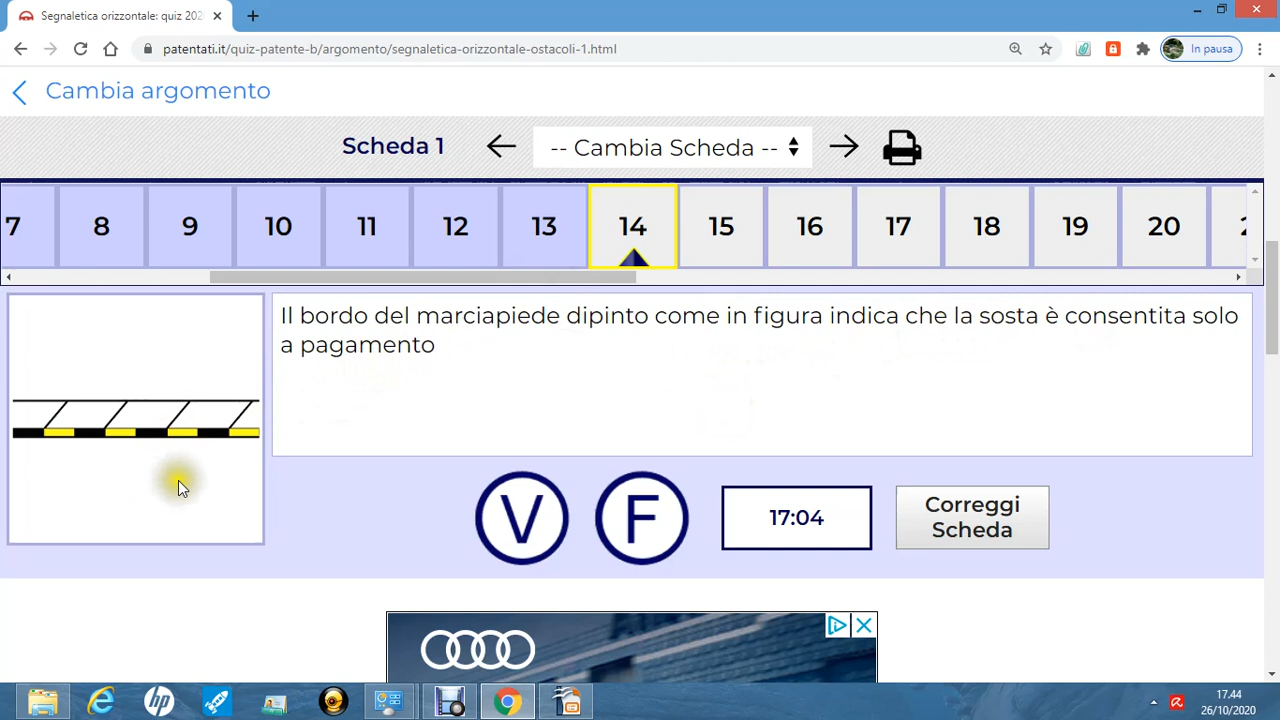 Segnaletica orizzontale: quiz 202
patentati.it/quiz-patente-b/argomento/segnaletica-orizzontale-ostacoli-1.html
In pausa
Cambia argomento
Scheda 1
-- Cambia Scheda --
7 8 9 10 11 12 13 14 15 16 17 18 19 20
Il bordo del marciapiede dipinto come in figura indica che la sosta è consentita solo
a pagamento
V F 17:04
Correggi
Scheda
hp
17.44
26/10/2020